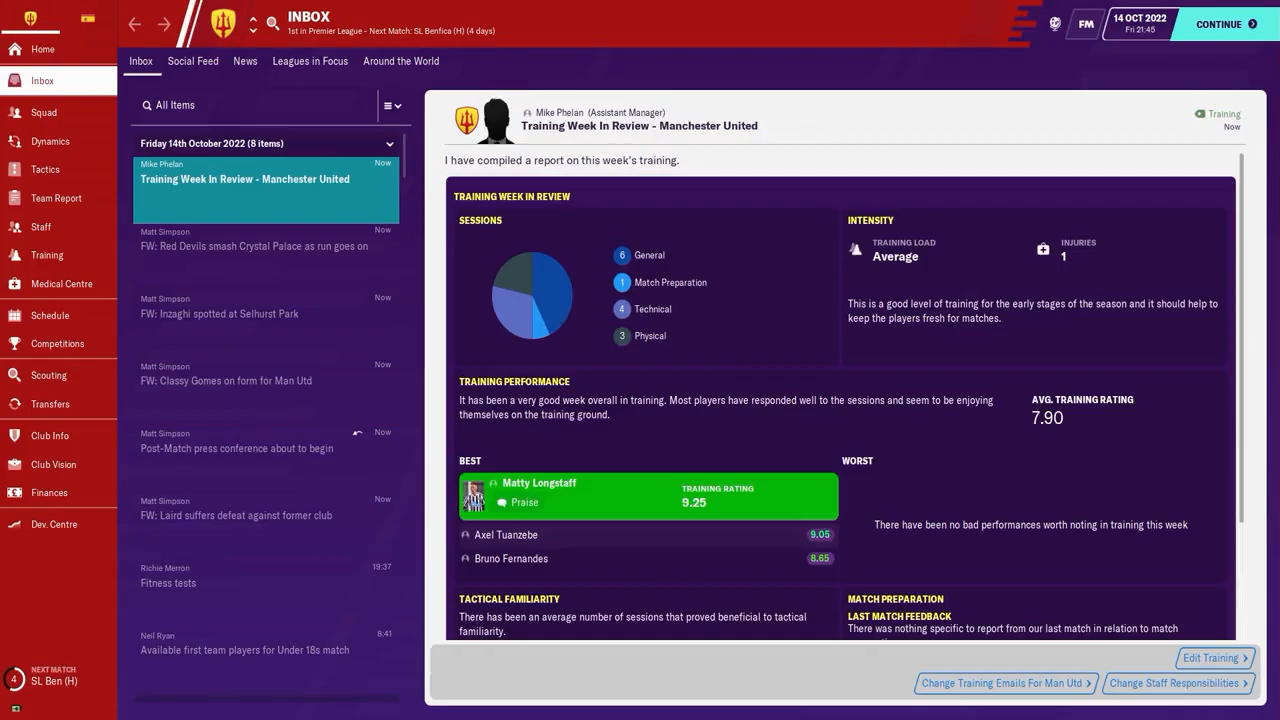 INBOX
1st in Premier League - Next Match: SL Benfica (H) (4 days)
FM
14 OCT 2022
Fri 21:45
CONTINUE
Home
Inbox
Squad
Dynamics
Tactics
Team Report
Staff
Training
Medical Centre
Schedule
Competitions
Scouting
Transfers
Club Info
Club Vision
Finances
Dev. Centre
4
NEXT MATCH
SL Ben (H)
Inbox
Social Feed
News
Leagues in Focus
Around the World
All Items
Friday 14th October 2022 (8 items)
Mike Phelan
Now
Training Week In Review - Manchester United
Matt Simpson
Now
FW: Red Devils smash Crystal Palace as run goes on
Matt Simpson
Now
FW: Inzaghi spotted at Selhurst Park
Matt Simpson
Now
FW: Classy Gomes on form for Man Utd
Matt Simpson
Now
Post-Match press conference about to begin
Matt Simpson
Now
FW: Laird suffers defeat against former club
Richie Merron
19:37
Fitness tests
Neil Ryan
8:41
Available first team players for Under 18s match
Mike Phelan (Assistant Manager)
Training Week In Review - Manchester United
Training
Now
I have compiled a report on this week's training.
TRAINING WEEK IN REVIEW
SESSIONS
6 General
1 Match Preparation
4 Technical
3 Physical
INTENSITY
TRAINING LOAD
Average
INJURIES
1
This is a good level of training for the early stages of the season and it should help to
keep the players fresh for matches.
TRAINING PERFORMANCE
It has been a very good week overall in training. Most players have responded well to the sessions and seem to be enjoying
themselves on the training ground.
AVG. TRAINING RATING
7.90
BEST
Matty Longstaff
Praise
TRAINING RATING
9.25
Axel Tuanzebe
9.05
Bruno Fernandes
8.65
WORST
There have been no bad performances worth noting in training this week
TACTICAL FAMILIARITY
There has been an average number of sessions that proved beneficial to tactical
familiarity.
MATCH PREPARATION
LAST MATCH FEEDBACK
There was nothing specific to report from our last match in relation to match
Edit Training
Change Training Emails For Man Utd
Change Staff Responsibilities